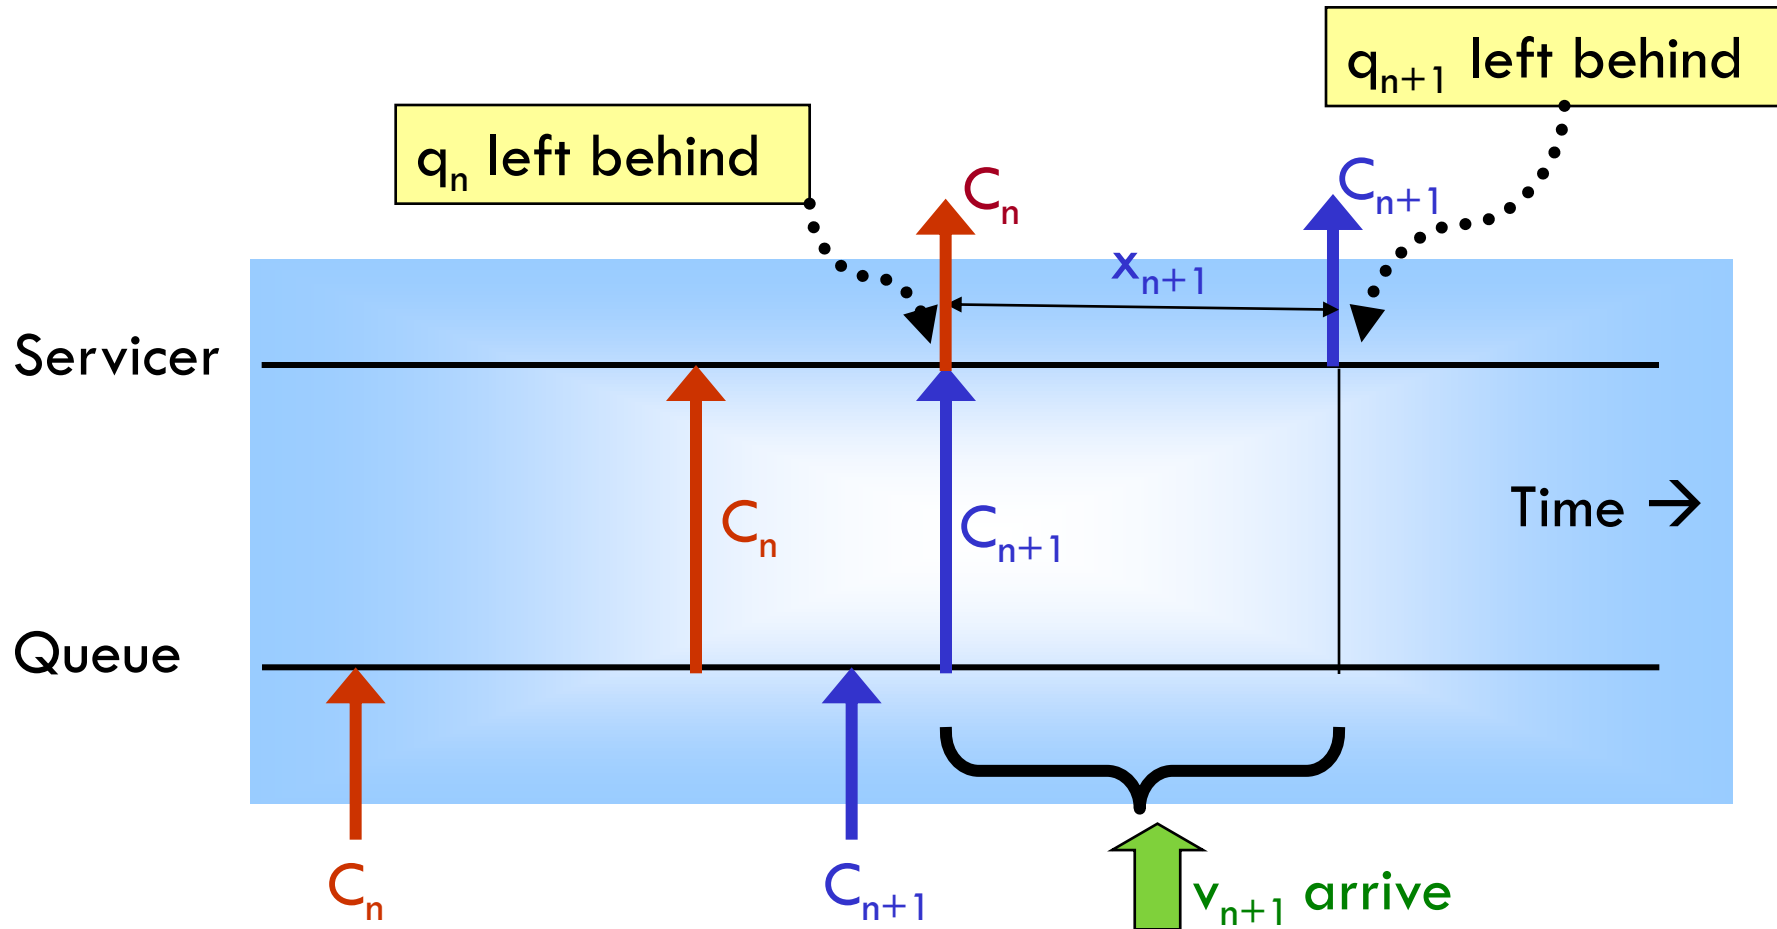 qₙ₊₁ left behind
qₙ left behind
Cₙ
Cₙ₊₁
xₙ₊₁
Servicer
Cₙ
Cₙ₊₁
Time →
Queue
Cₙ
Cₙ₊₁
vₙ₊₁ arrive